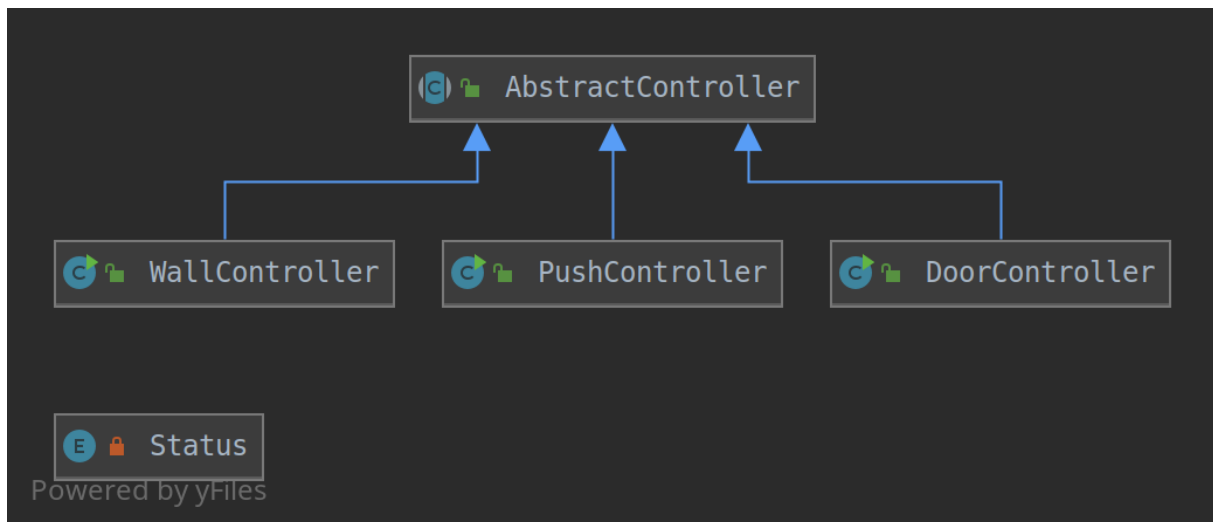 AbstractController
WallController
PushController
DoorController
Status
Powered by yFiles